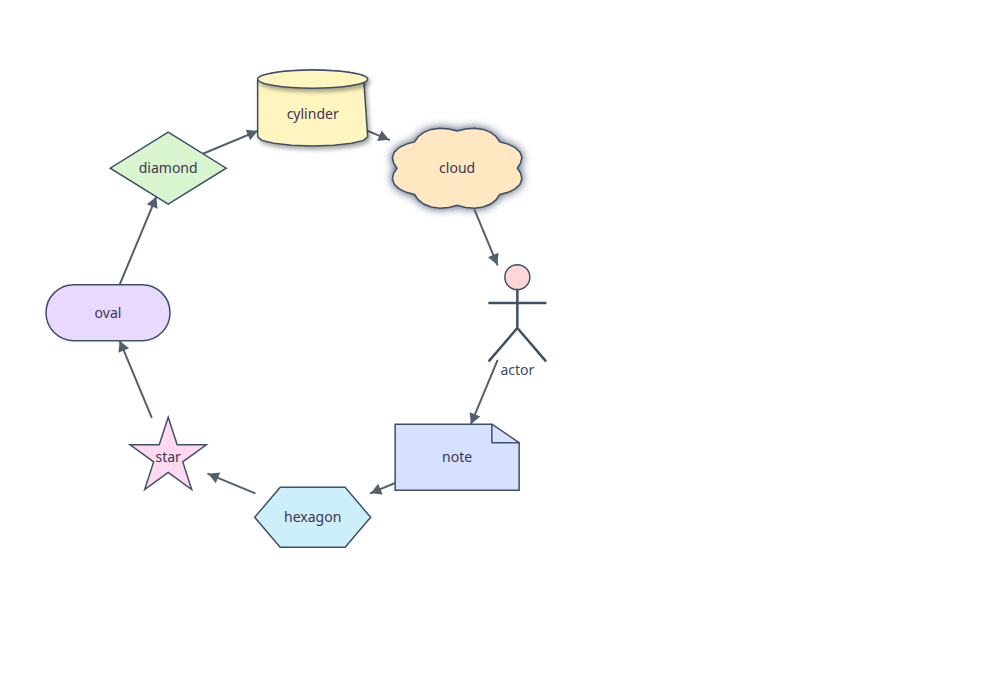 cylinder
diamond
cloud
oval
actor
star
note
hexagon